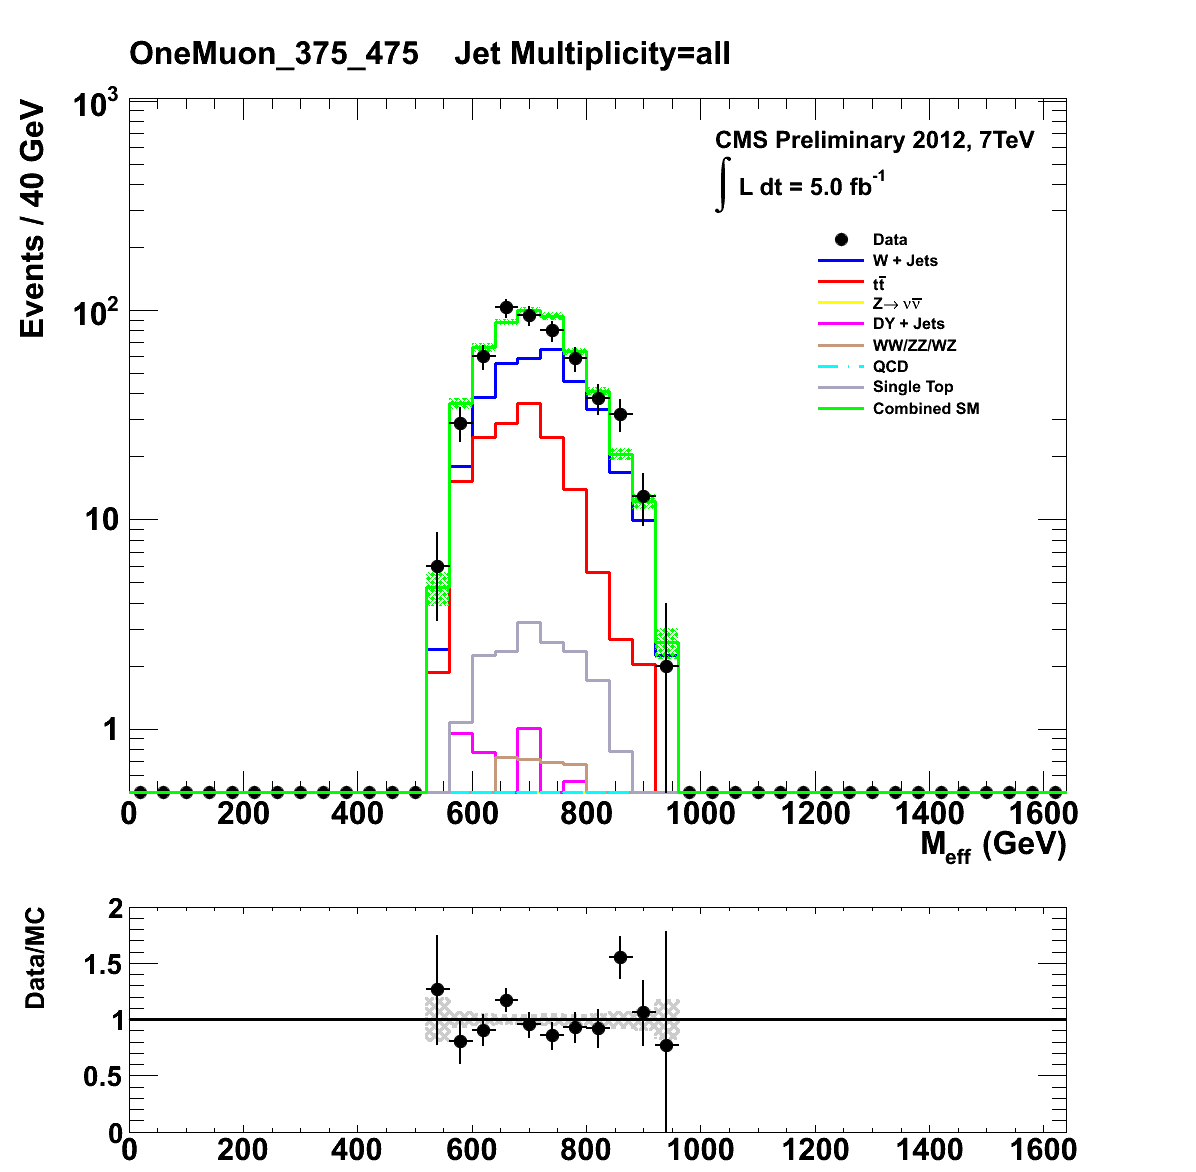 OneMuon_375_475 Jet Multiplicity=all
Events / 40 GeV
10³
10²
10
1
CMS Preliminary 2012, 7TeV
∫ L dt = 5.0 fb⁻¹
Data
W + Jets
tt̅
Z→ νν̅
DY + Jets
WW/ZZ/WZ
QCD
Single Top
Combined SM
0 200 400 600 800 1000 1200 1400 1600
M_eff (GeV)
Data/MC
2
1.5
1
0.5
0
0 200 400 600 800 1000 1200 1400 1600